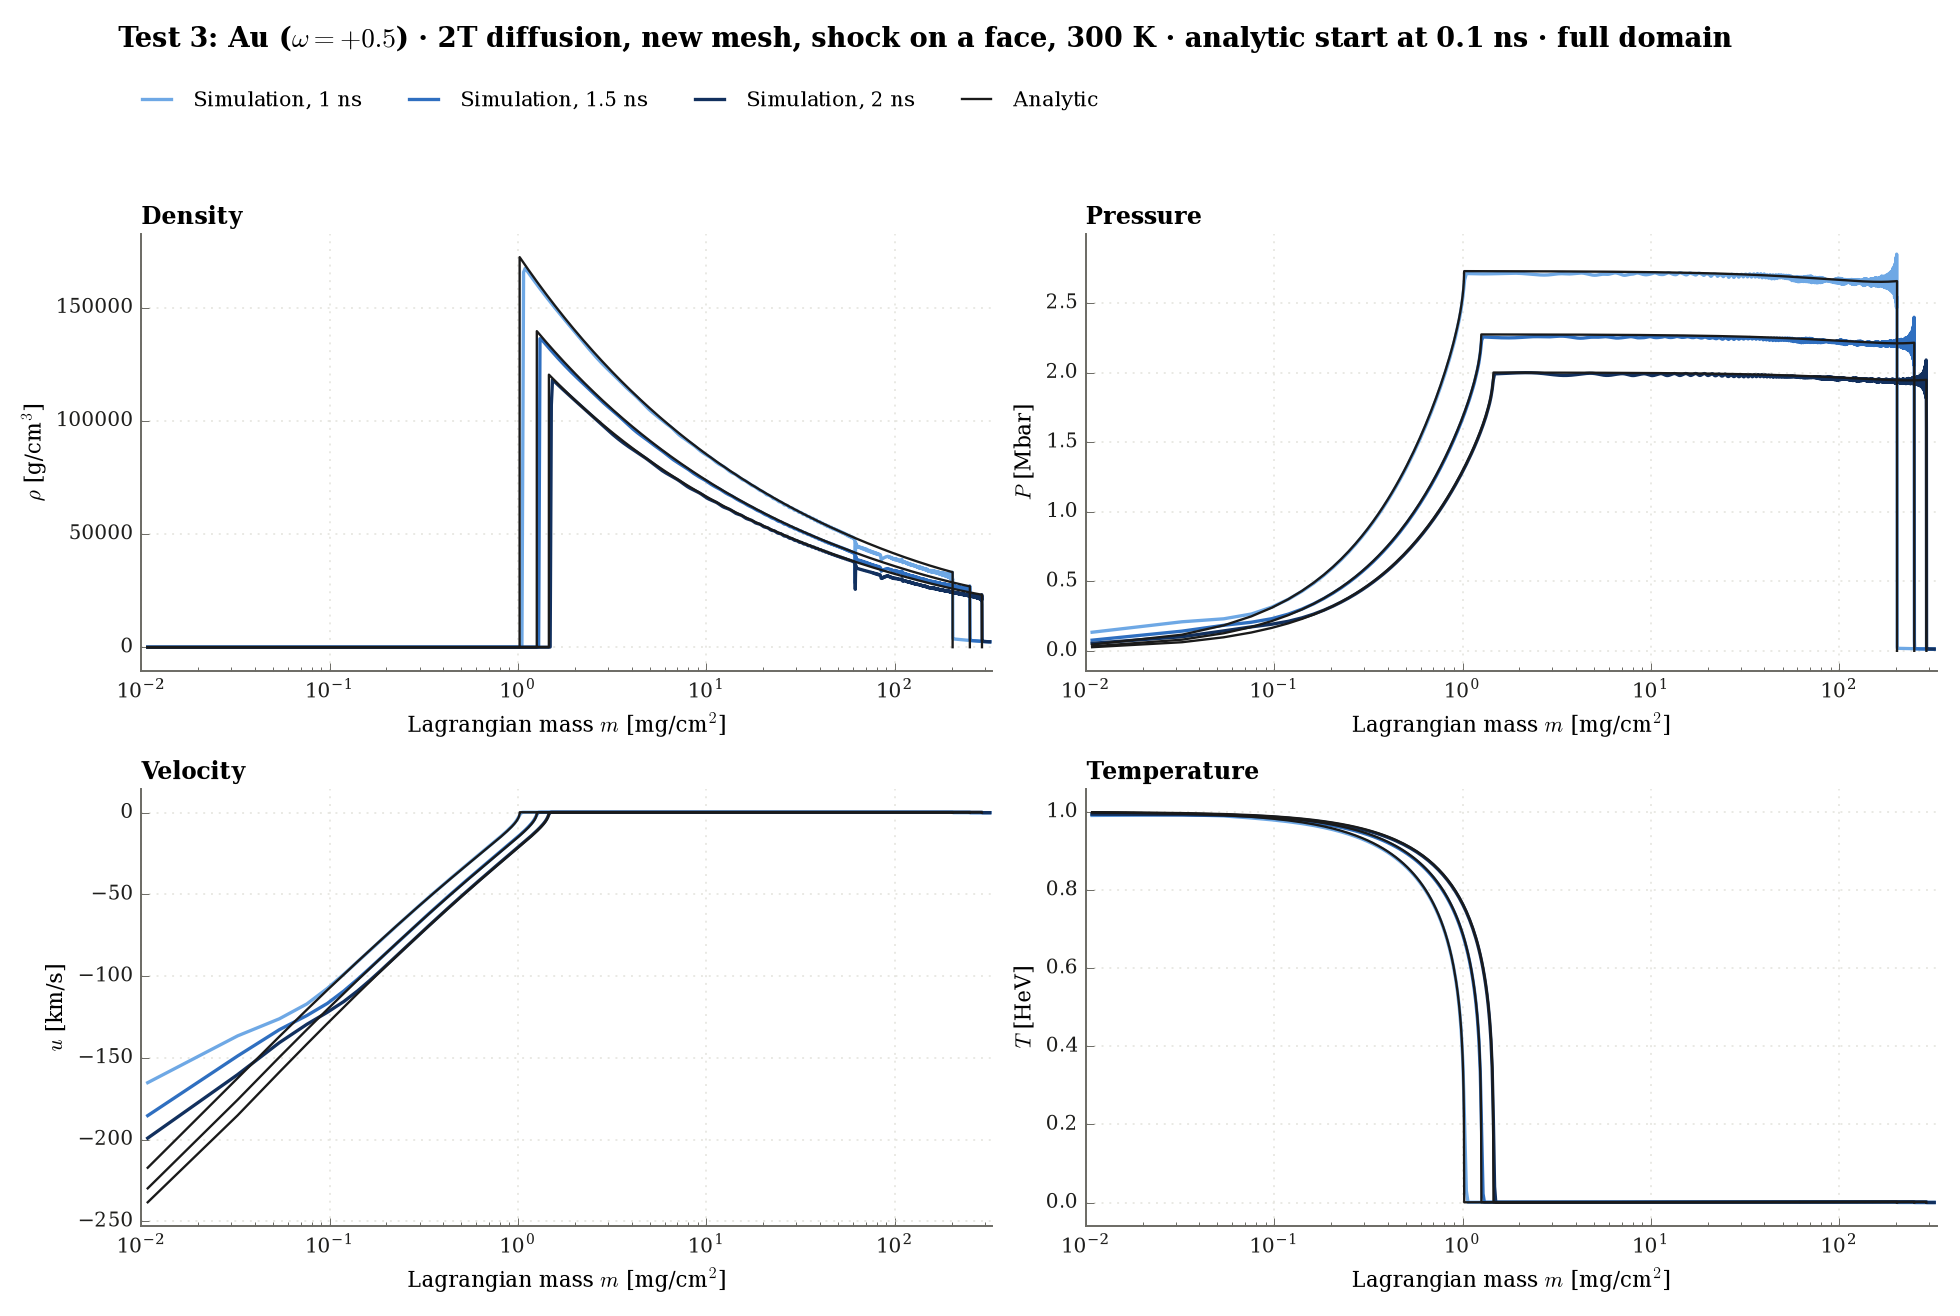 Test 3: Au (ω = +0.5) · 2T diffusion, new mesh, shock on a face, 300 K · analytic start at 0.1 ns · full domain
Simulation, 1 ns
Simulation, 1.5 ns
Simulation, 2 ns
Analytic
Density
150000
100000
50000
0
ρ [g/cm³]
10⁻²
10⁻¹
10⁰
10¹
10²
Lagrangian mass m [mg/cm²]
Pressure
2.5
2.0
1.5
1.0
0.5
0.0
P [Mbar]
10⁻²
10⁻¹
10⁰
10¹
10²
Lagrangian mass m [mg/cm²]
Velocity
0
−50
−100
−150
−200
−250
u [km/s]
10⁻²
10⁻¹
10⁰
10¹
10²
Lagrangian mass m [mg/cm²]
Temperature
1.0
0.8
0.6
0.4
0.2
0.0
T [HeV]
10⁻²
10⁻¹
10⁰
10¹
10²
Lagrangian mass m [mg/cm²]